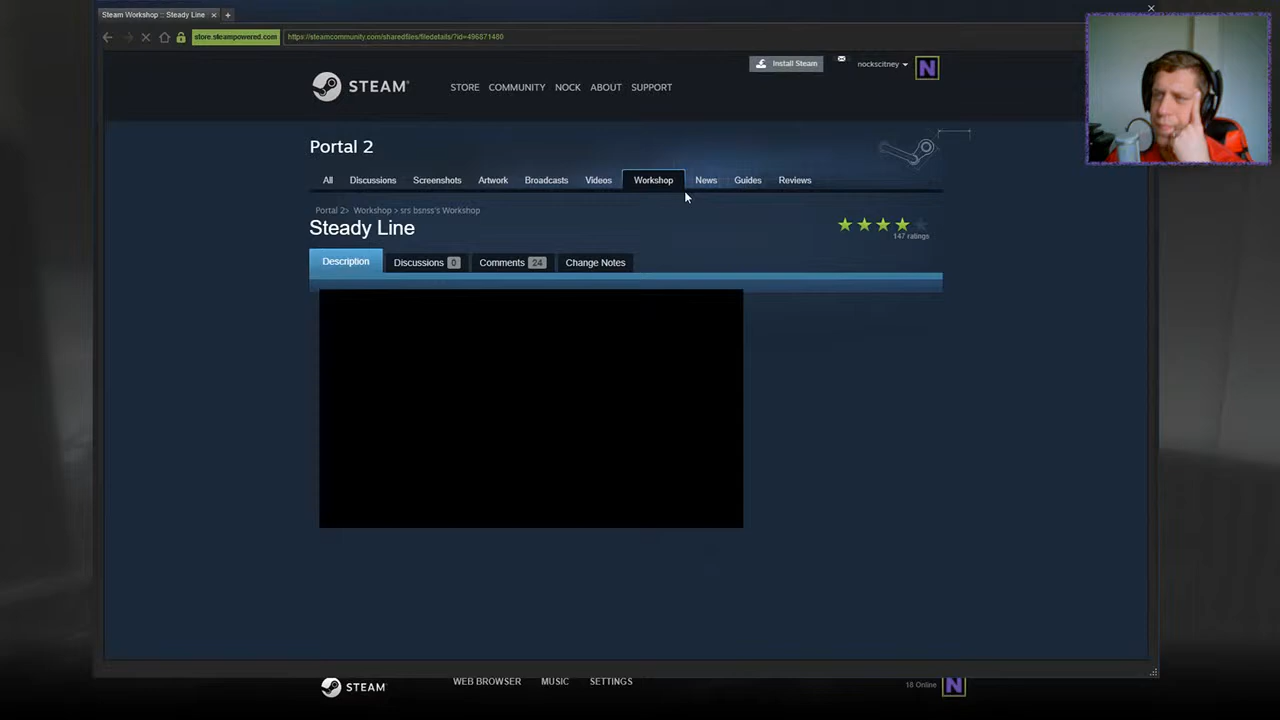 Steam Workshop :: Steady Line
store.steampowered.com https://steamcommunity.com/sharedfiles/filedetails/?id=496871480
Install Steam nockscitney N
STEAM STORE COMMUNITY NOCK ABOUT SUPPORT
Portal 2
All Discussions Screenshots Artwork Broadcasts Videos Workshop News Guides Reviews
Portal 2> Workshop > srs bsnss's Workshop
Steady Line
147 ratings
Description Discussions 0 Comments 24 Change Notes
STEAM WEB BROWSER MUSIC SETTINGS 18 Online N